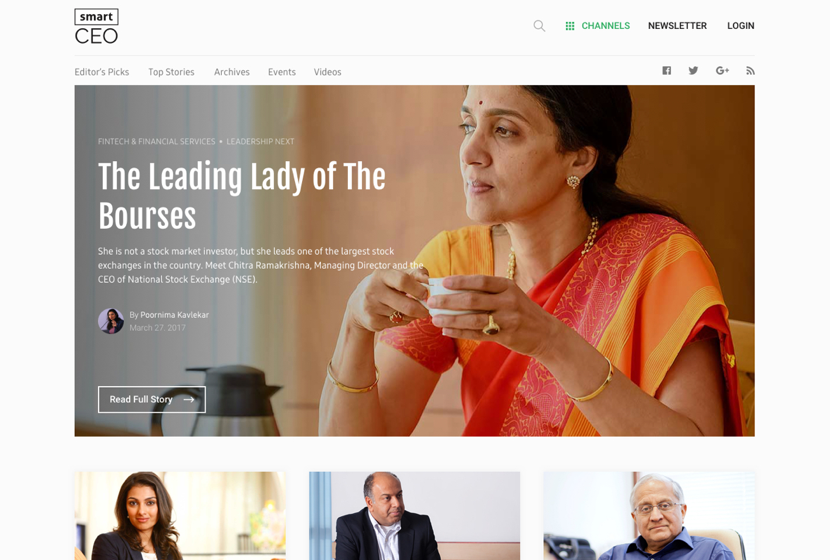 smart
CEO
CHANNELS
NEWSLETTER
LOGIN
Editor's Picks
Top Stories
Archives
Events
Videos
FINTECH & FINANCIAL SERVICES • LEADERSHIP NEXT
The Leading Lady of The
Bourses
She is not a stock market investor, but she leads one of the largest stock
exchanges in the country. Meet Chitra Ramakrishna, Managing Director and the
CEO of National Stock Exchange (NSE).
By Poornima Kavlekar
March 27. 2017
Read Full Story